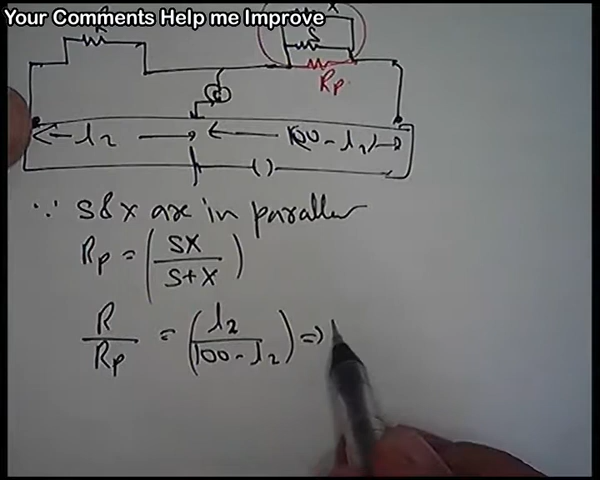 Your Comments Help me Improve
R
X
S
Rp
G
l2
(100 - l2)
( )
∵ S & X are in parallel
Rp = (SX / S+X)
R / Rp = (l2 / 100 - l2) ⇒